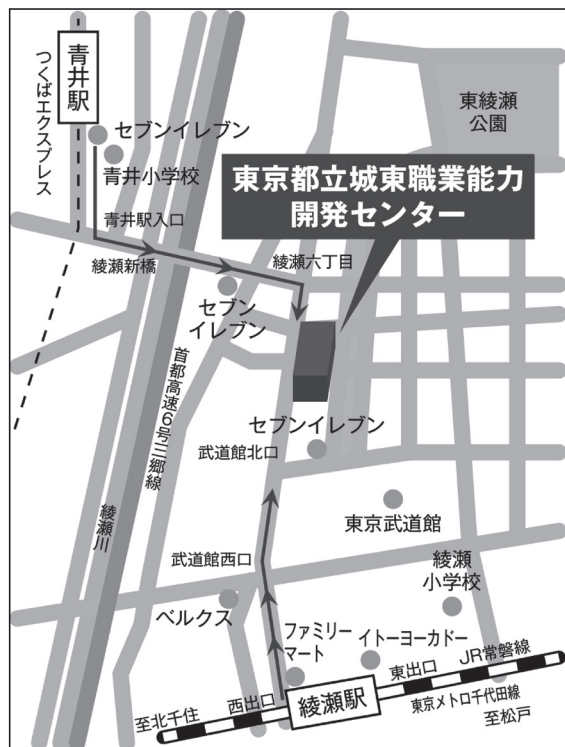 青井駅
つくばエクスプレス
セブンイレブン
青井小学校
東綾瀬
公園
東京都立城東職業能力
開発センター
青井駅入口
綾瀬新橋
綾瀬六丁目
セブン
イレブン
首都高速6号三郷線
セブンイレブン
武道館北口
綾瀬川
東京武道館
武道館西口
綾瀬
小学校
ベルクス
ファミリー
マート
イトーヨーカドー
東出口
JR常磐線
西出口
綾瀬駅
東京メトロ千代田線
至北千住
至松戸